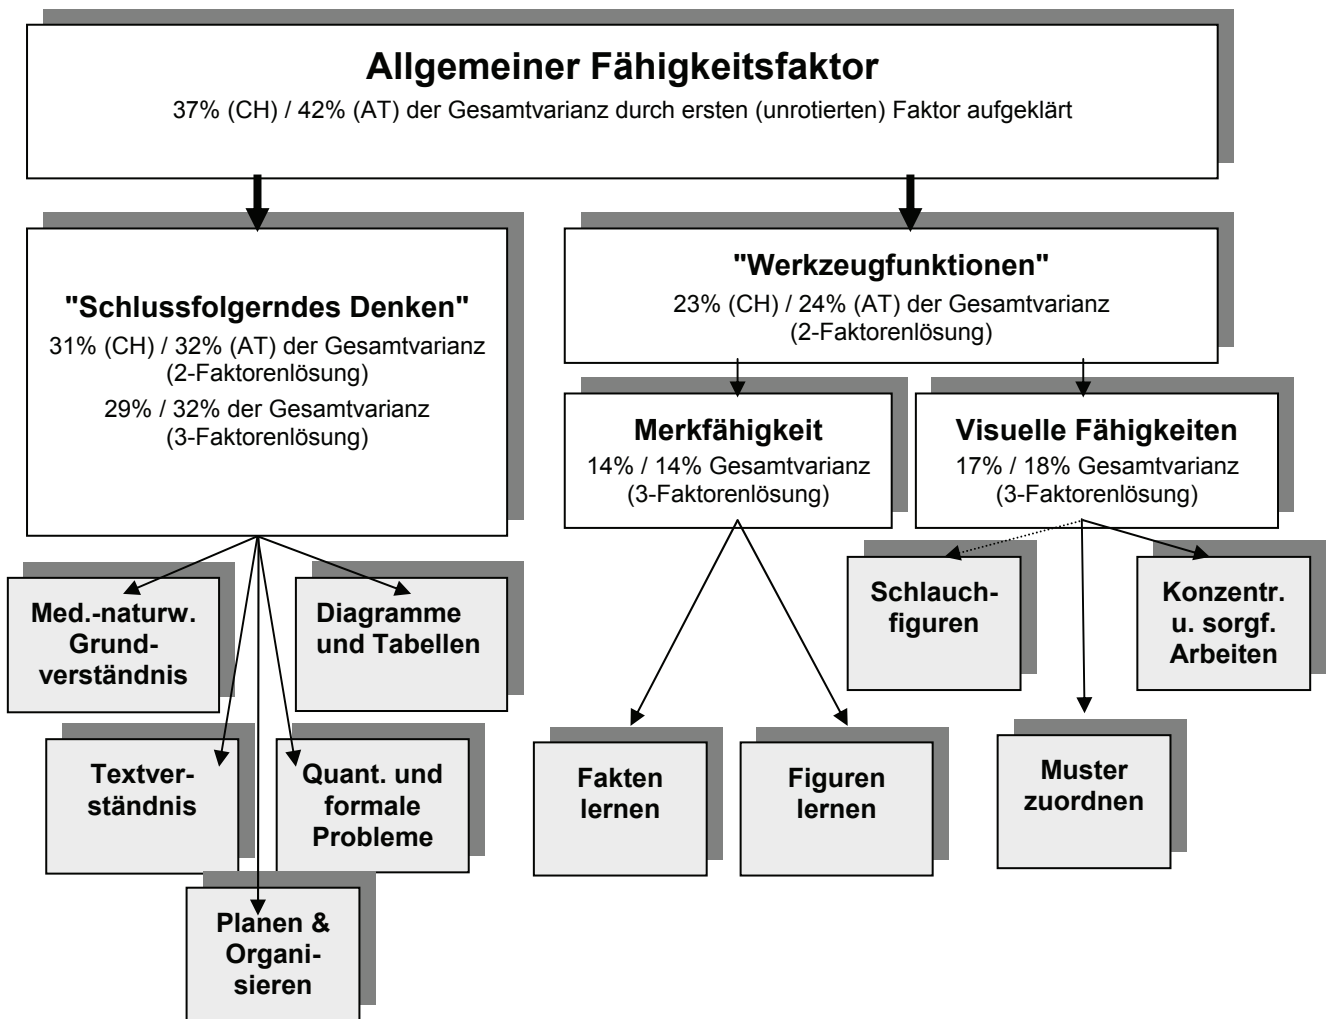 Allgemeiner Fähigkeitsfaktor
37% (CH) / 42% (AT) der Gesamtvarianz durch ersten (unrotierten) Faktor aufgeklärt
"Schlussfolgerndes Denken"
31% (CH) / 32% (AT) der Gesamtvarianz
(2-Faktorenlösung)
29% / 32% der Gesamtvarianz
(3-Faktorenlösung)
"Werkzeugfunktionen"
23% (CH) / 24% (AT) der Gesamtvarianz
(2-Faktorenlösung)
Merkfähigkeit
14% / 14% Gesamtvarianz
(3-Faktorenlösung)
Visuelle Fähigkeiten
17% / 18% Gesamtvarianz
(3-Faktorenlösung)
Med.-naturw.
Grund-
verständnis
Diagramme
und Tabellen
Schlauch-
figuren
Konzentr.
u. sorgf.
Arbeiten
Textver-
ständnis
Quant. und
formale
Probleme
Fakten
lernen
Figuren
lernen
Muster
zuordnen
Planen &
Organi-
sieren